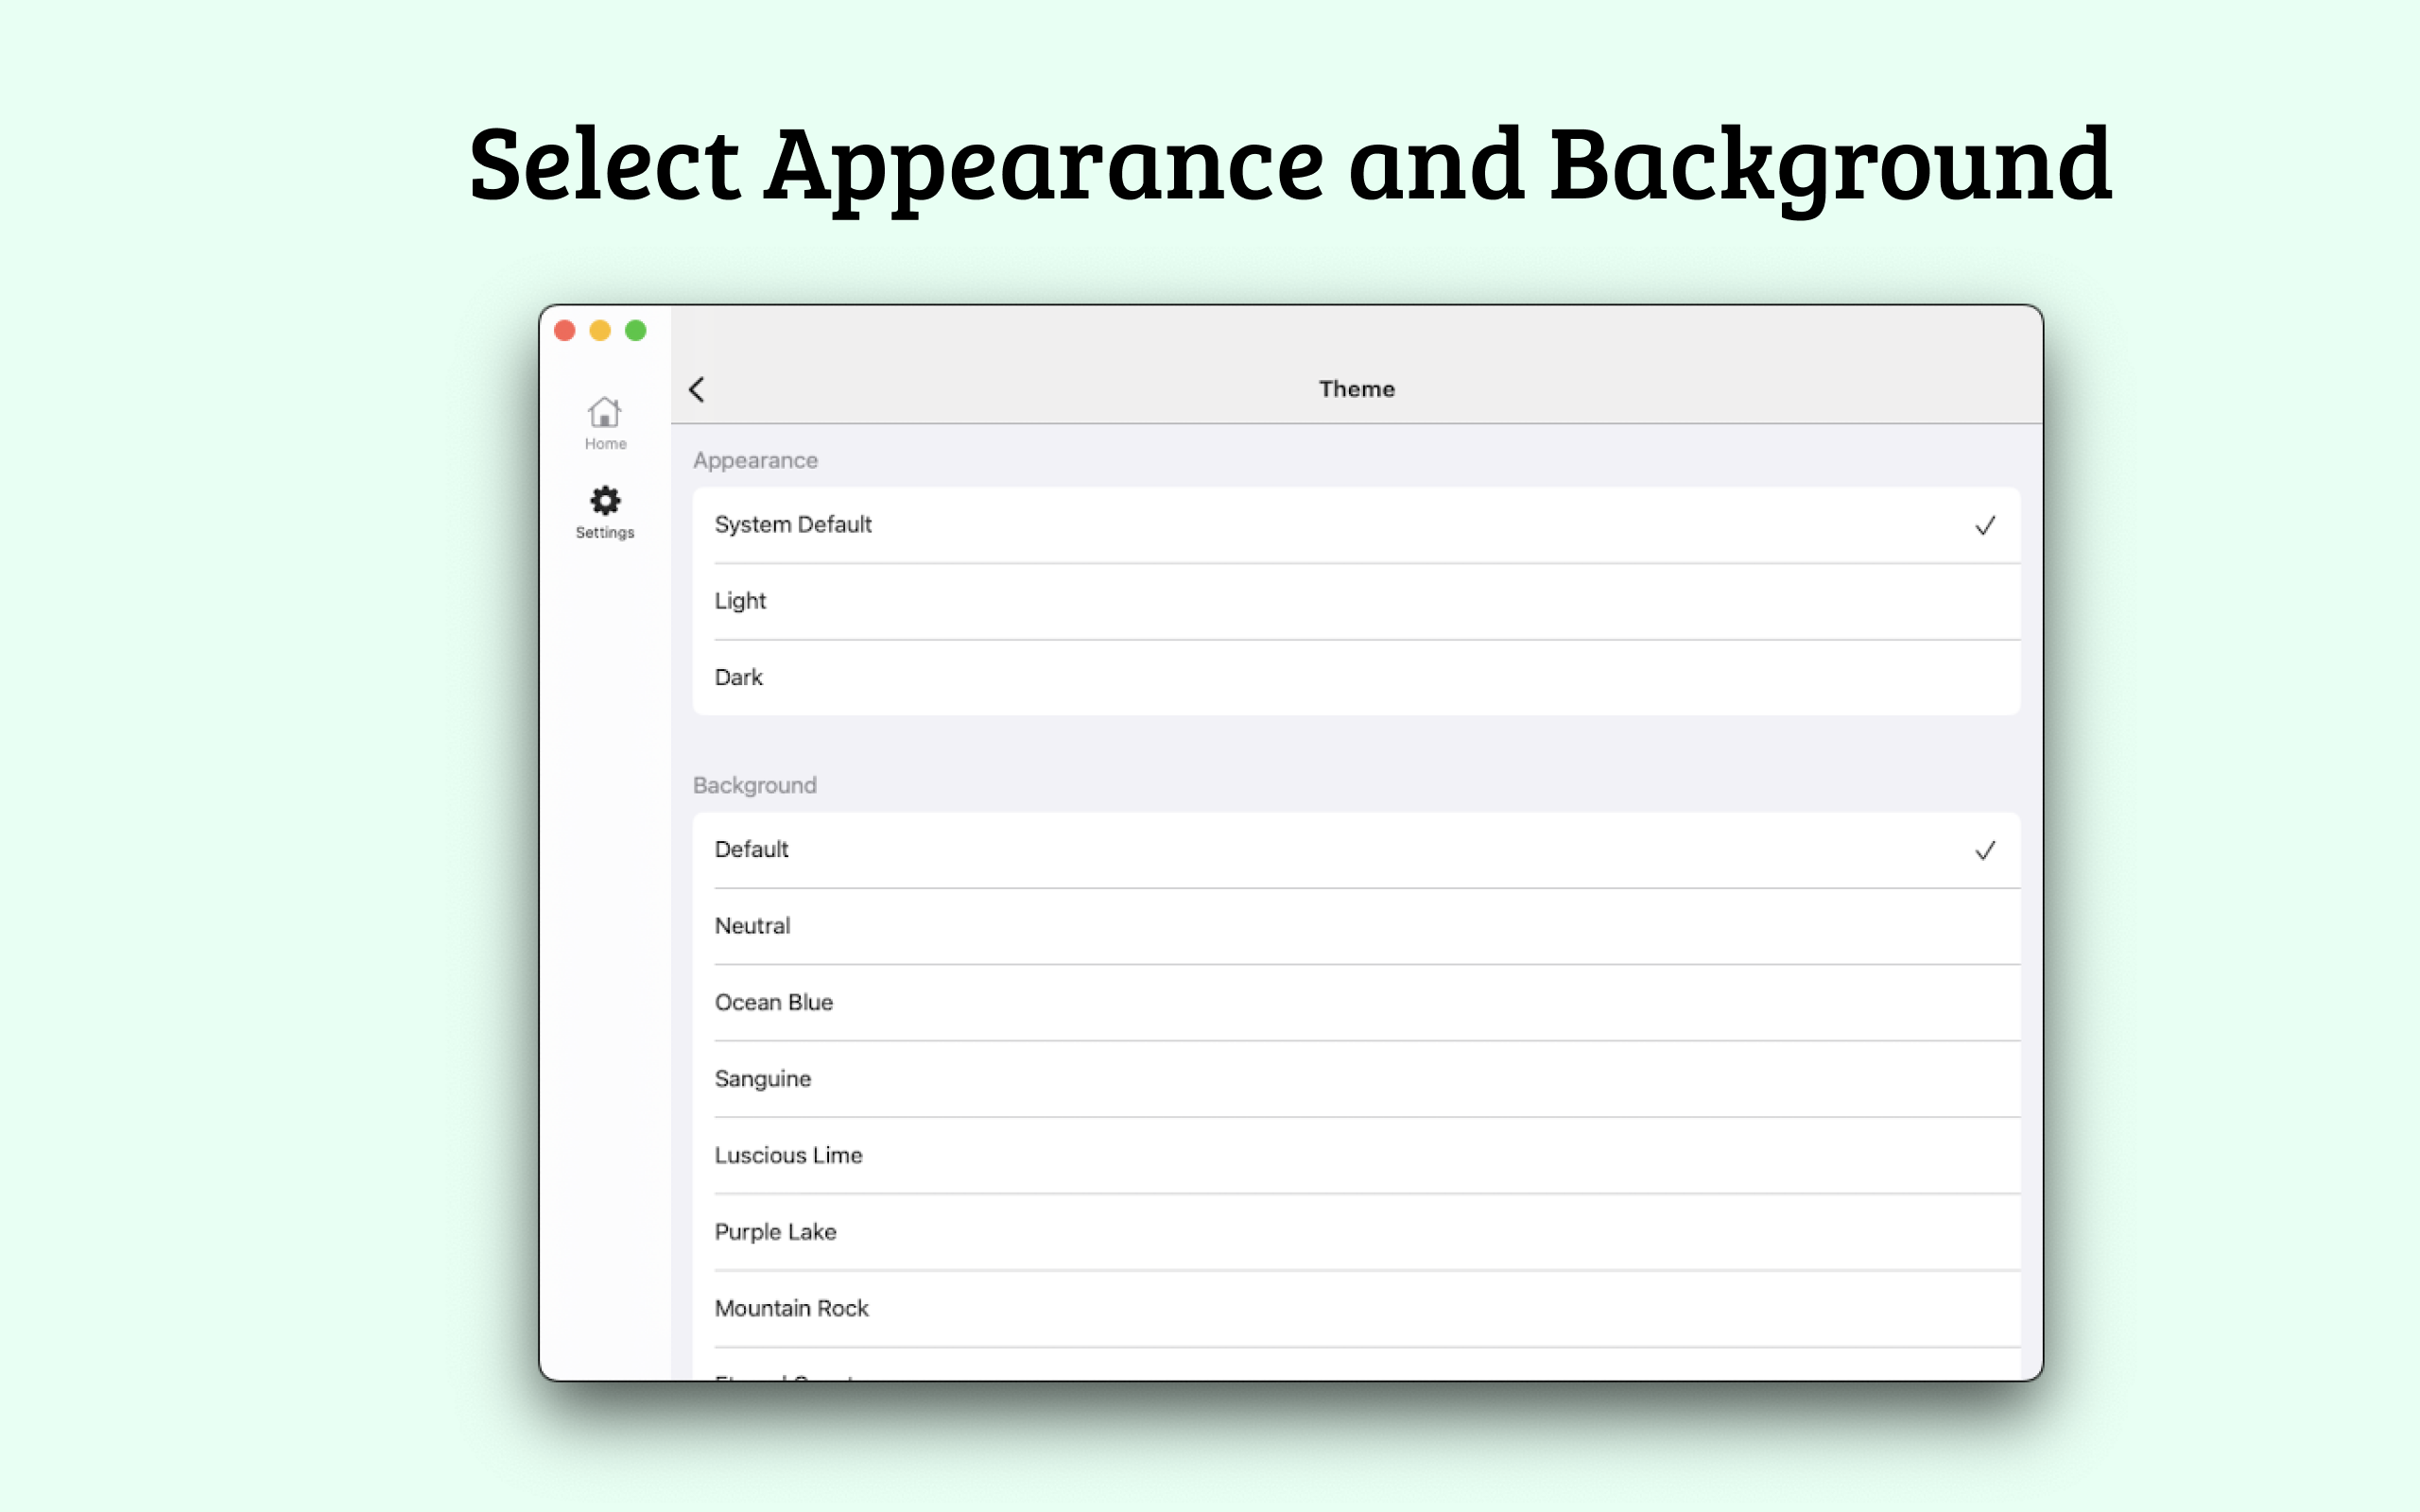 Select Appearance and Background
Theme
Home
Settings
Appearance
System Default
Light
Dark
Background
Default
Neutral
Ocean Blue
Sanguine
Luscious Lime
Purple Lake
Mountain Rock